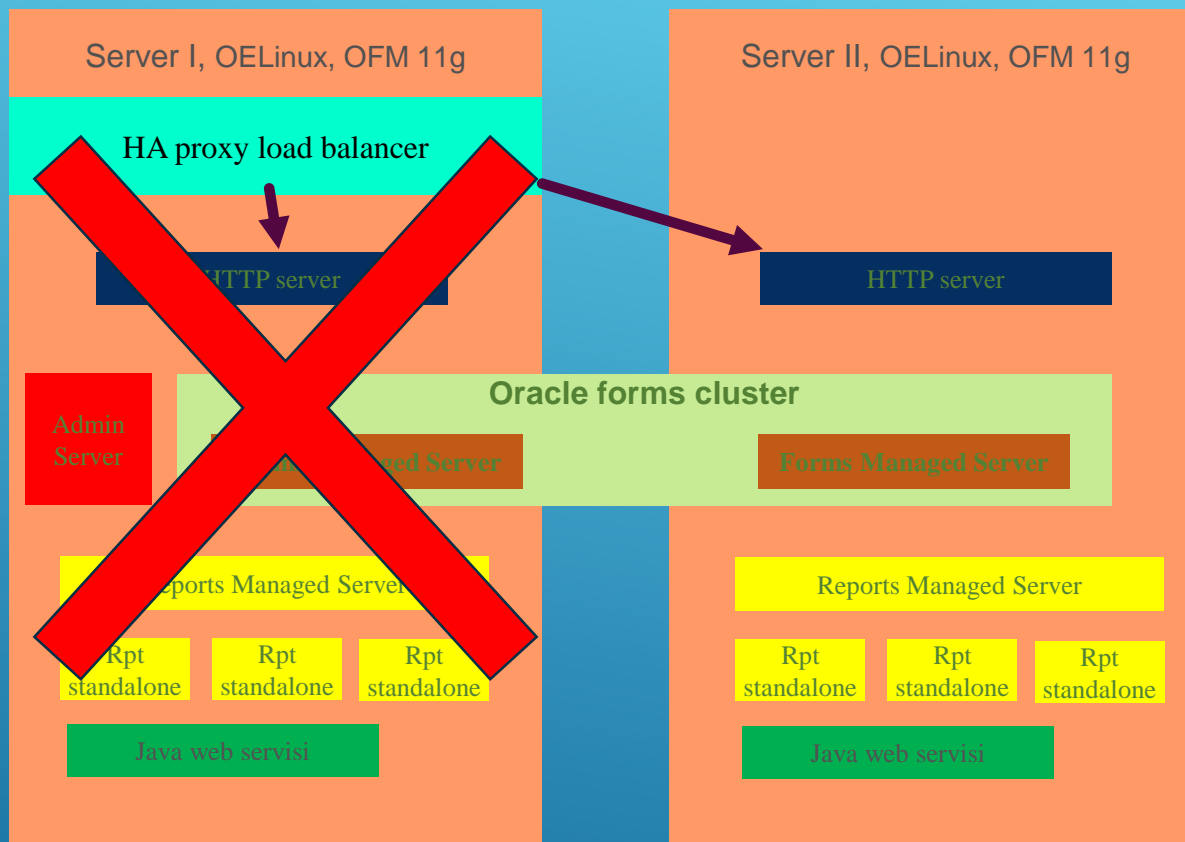 Server I, OELinux, OFM 11g
HA proxy load balancer
HTTP server
Admin
Server
Oracle forms cluster
Server
Reports Managed Server
Rpt
standalone
Rpt
standalone
Rpt
standalone
Java web servisi
Server II, OELinux, OFM 11g
HTTP server
Forms Managed Server
Reports Managed Server
Rpt
standalone
Rpt
standalone
Rpt
standalone
Java web servisi